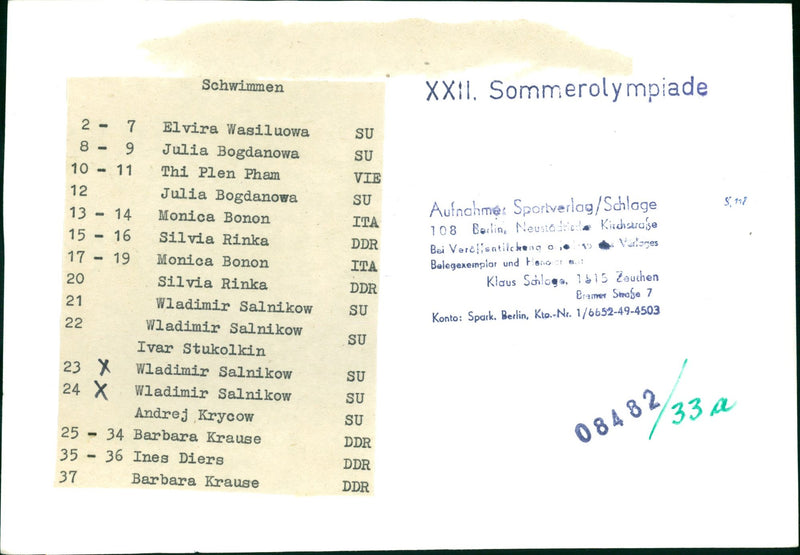 Schwimmen
2 - 7 Elvira Wasiluowa SU
8 - 9 Julia Bogdanowa SU
10 - 11 Thi Plen Pham VIE
12 Julia Bogdanowa SU
13 - 14 Monica Bonon ITA
15 - 16 Silvia Rinka DDR
17 - 19 Monica Bonon ITA
20 Silvia Rinka DDR
21 Wladimir Salnikow SU
22 Wladimir Salnikow
Ivar Stukolkin SU
23 X Wladimir Salnikow SU
24 X Wladimir Salnikow SU
Andrej Krycow SU
25 - 34 Barbara Krause DDR
35 - 36 Ines Diers DDR
37 Barbara Krause DDR
XXII. Sommerolympiade
Aufnahme: Sportverlag/Schlage
108 Berlin, Neustädtische Kirchstraße
Bei Veröffentlichung Verlages
Belegexemplar und
Klaus Schlage, 1615 Zeuthen
Bremer Straße 7
Konto: Spark. Berlin, Kto.-Nr. 1/6652-49-4503
08482/33a